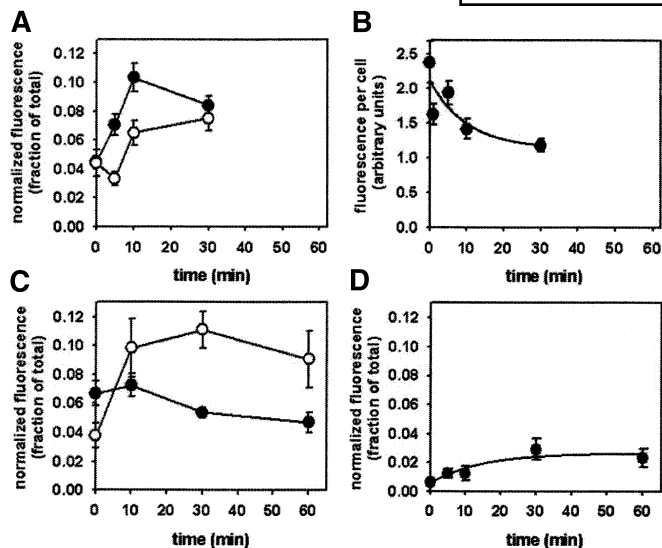 A
normalized fluorescence
(fraction of total)
0.12
0.10
0.08
0.06
0.04
0.02
0.00
0 10 20 30 40 50 60
time (min)
B
fluorescence per cell
(arbitrary units)
2.5
2.0
1.5
1.0
0.5
0.0
0 10 20 30 40 50 60
time (min)
C
normalized fluorescence
(fraction of total)
0.12
0.10
0.08
0.06
0.04
0.02
0.00
0 10 20 30 40 50 60
time (min)
D
normalized fluorescence
(fraction of total)
0.12
0.10
0.08
0.06
0.04
0.02
0.00
0 10 20 30 40 50 60
time (min)